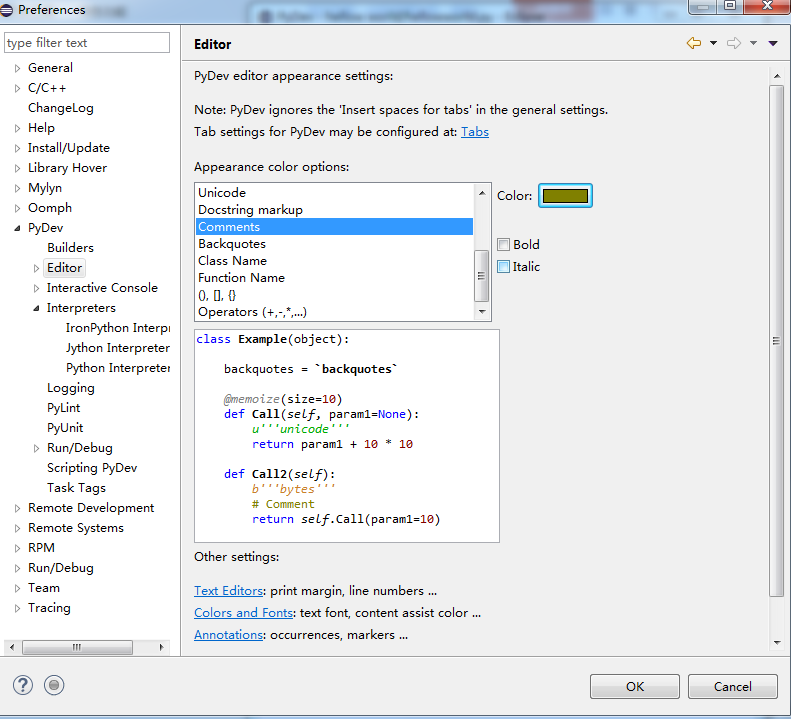 Preferences
type filter text
General
C/C++
ChangeLog
Help
Install/Update
Library Hover
Mylyn
Oomph
PyDev
Builders
Editor
Interactive Console
Interpreters
IronPython Interpr
Jython Interpreter
Python Interpreter
Logging
PyLint
PyUnit
Run/Debug
Scripting PyDev
Task Tags
Remote Development
Remote Systems
RPM
Run/Debug
Team
Tracing
Editor
PyDev editor appearance settings:
Note: PyDev ignores the 'Insert spaces for tabs' in the general settings.
Tab settings for PyDev may be configured at: Tabs
Appearance color options:
Unicode
Docstring markup
Comments
Backquotes
Class Name
Function Name
(), [], {}
Operators (+,-,*,...)
Color:
Bold
Italic
class Example(object):
backquotes = `backquotes`
@memoize(size=10)
def Call(self, param1=None):
u'''unicode'''
return param1 + 10 * 10
def Call2(self):
b'''bytes'''
# Comment
return self.Call(param1=10)
Other settings:
Text Editors: print margin, line numbers ...
Colors and Fonts: text font, content assist color ...
Annotations: occurrences, markers ...
OK
Cancel